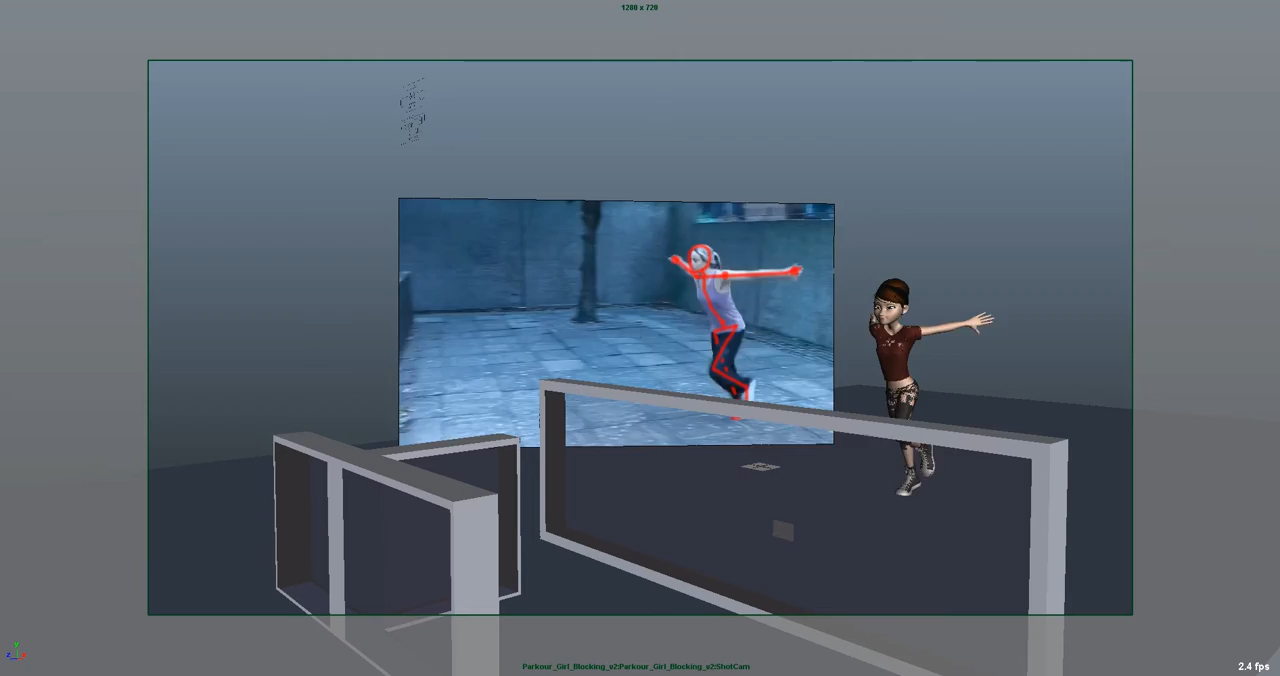 1280 x 720
Parkour_Girl_Blocking_v2:Parkour_Girl_Blocking_v2:ShotCam
2.4 fps
y
z